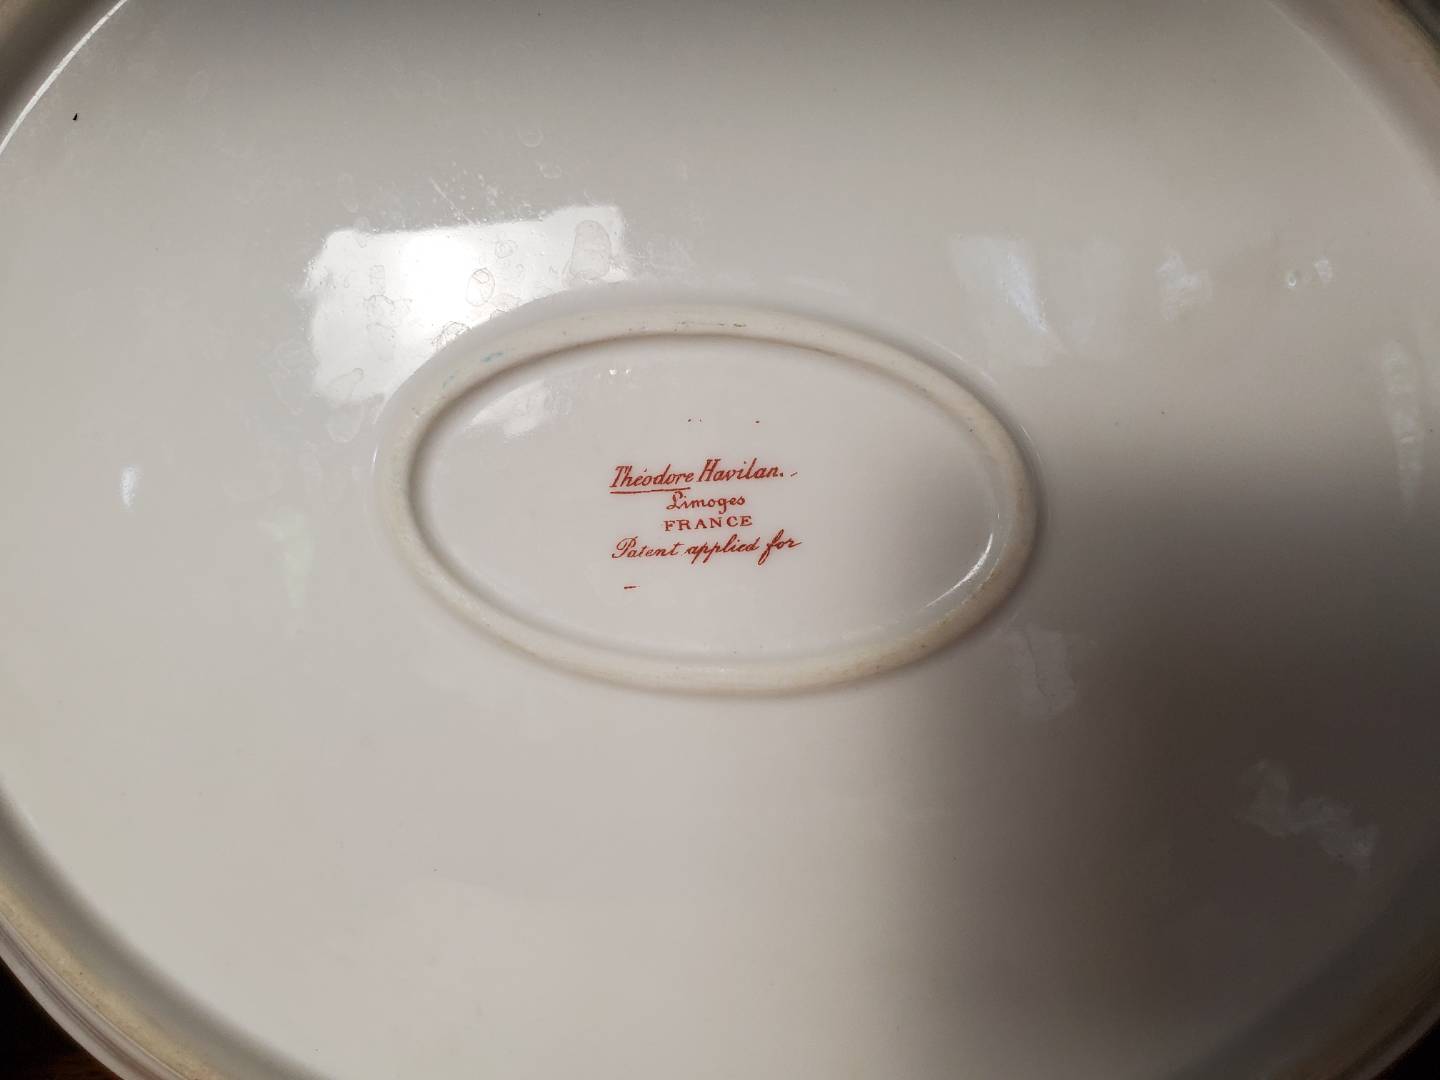 Théodore Havilan.
Limoges
FRANCE
Patent applied for